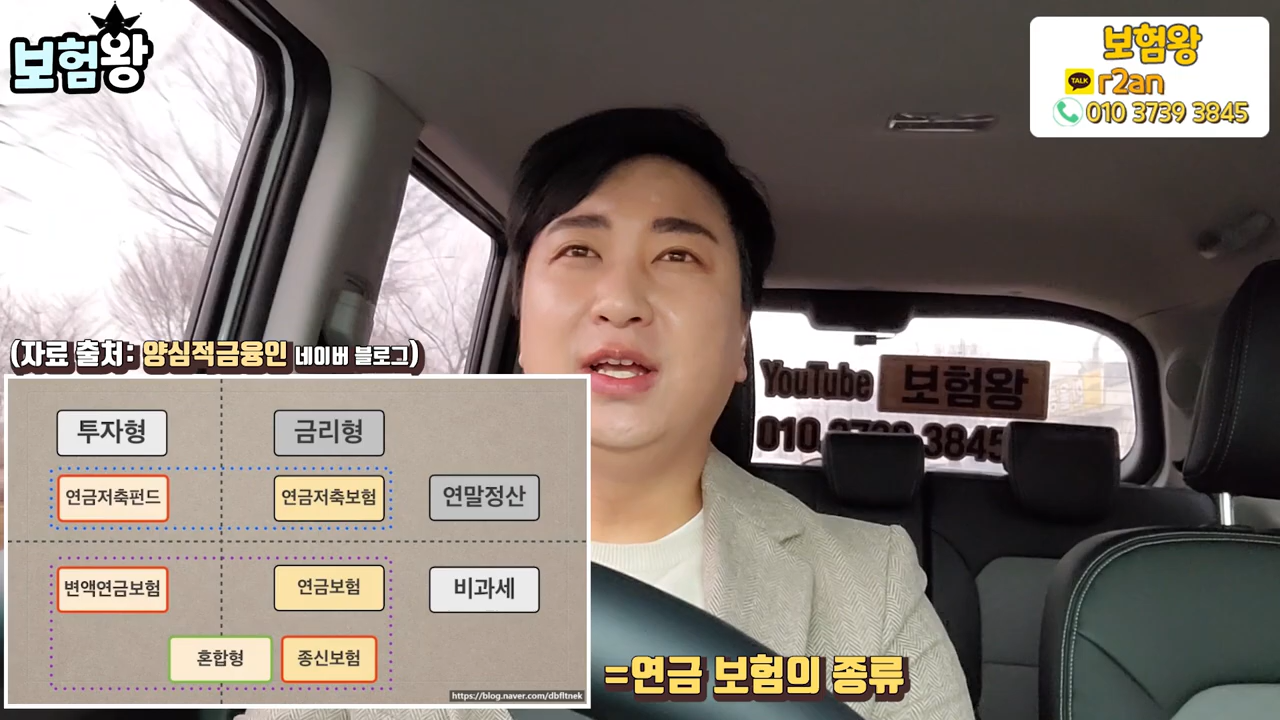 보험왕
보험왕
TALK r2an
010 3739 3845
(자료 출처: 양심적금융인 네이버 블로그)
투자형
금리형
연금저축펀드
연금저축보험
연말정산
변액연금보험
연금보험
비과세
혼합형
종신보험
https://blog.naver.com/dbfltnek
YouTube 보험왕
010 3739 3845
=연금 보험의 종류